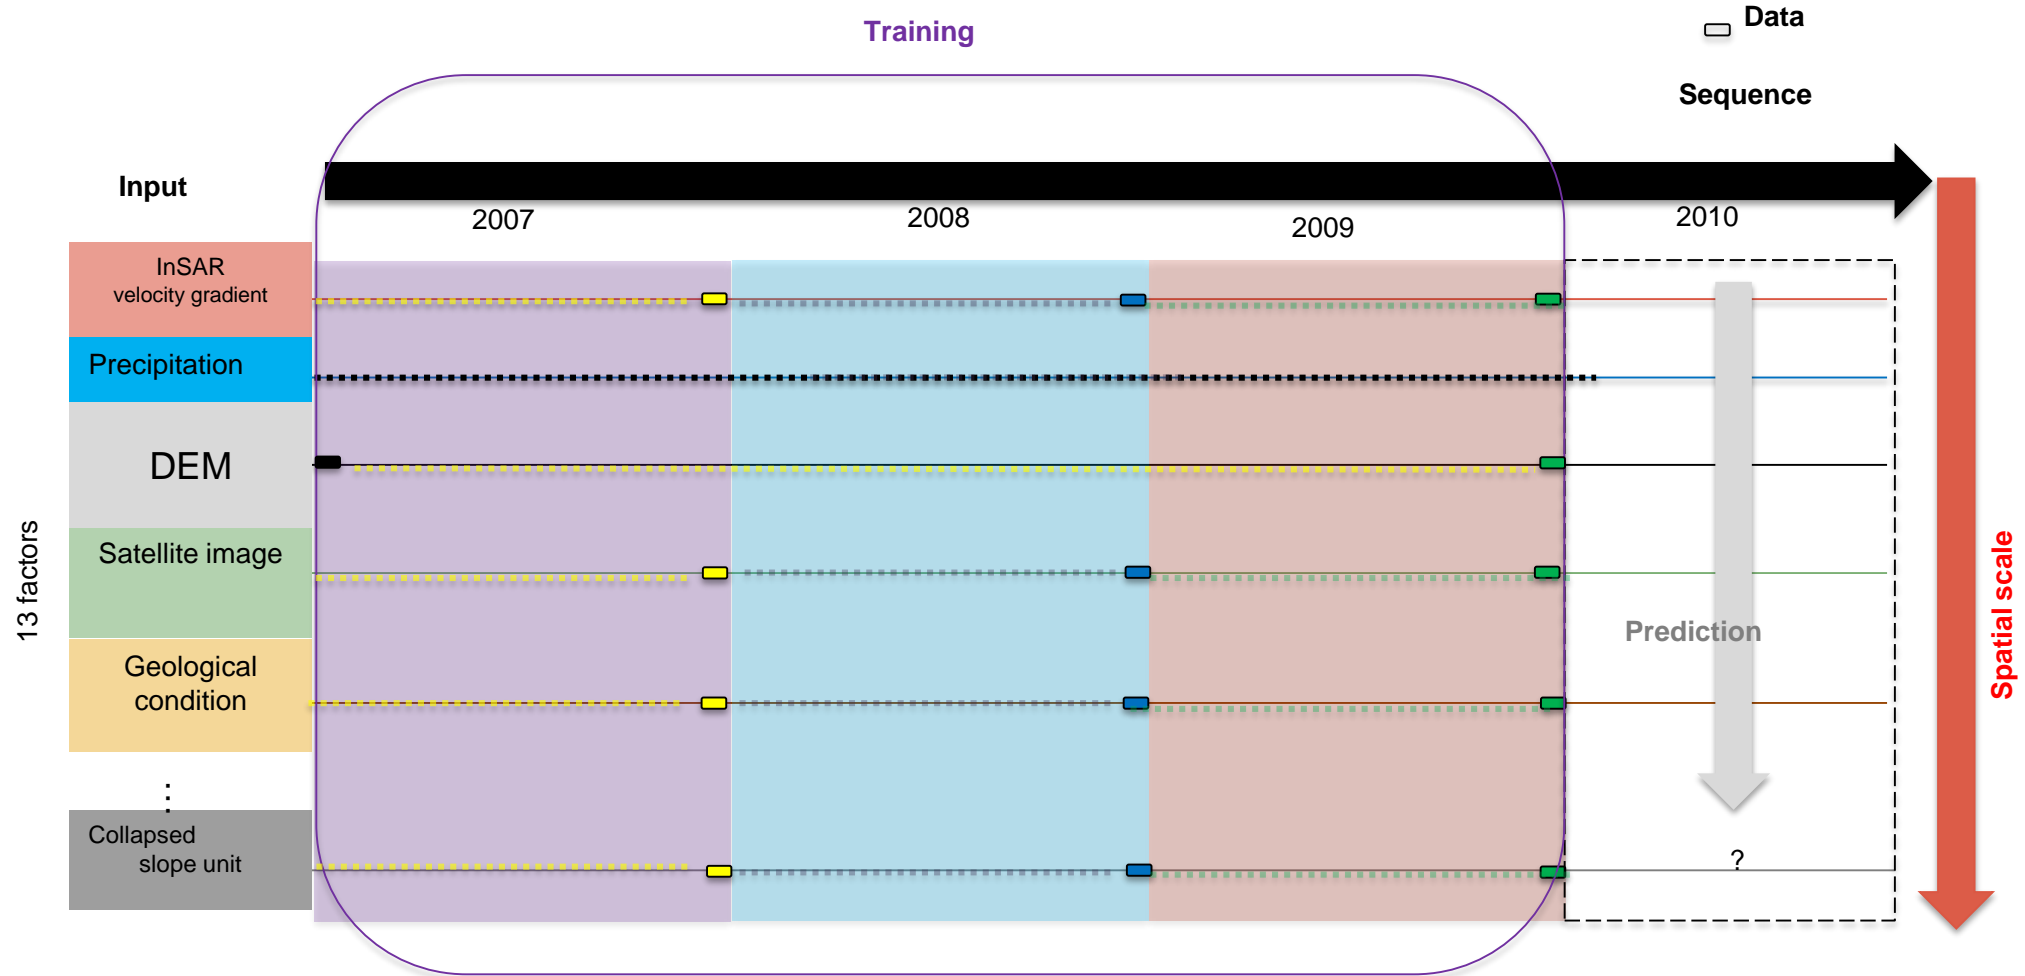 Training
Data
Sequence
Input
2007
2008
2009
2010
InSAR
velocity gradient
Precipitation
DEM
Satellite image
Geological
condition
⋮
Collapsed
slope unit
13 factors
Prediction
?
Spatial scale